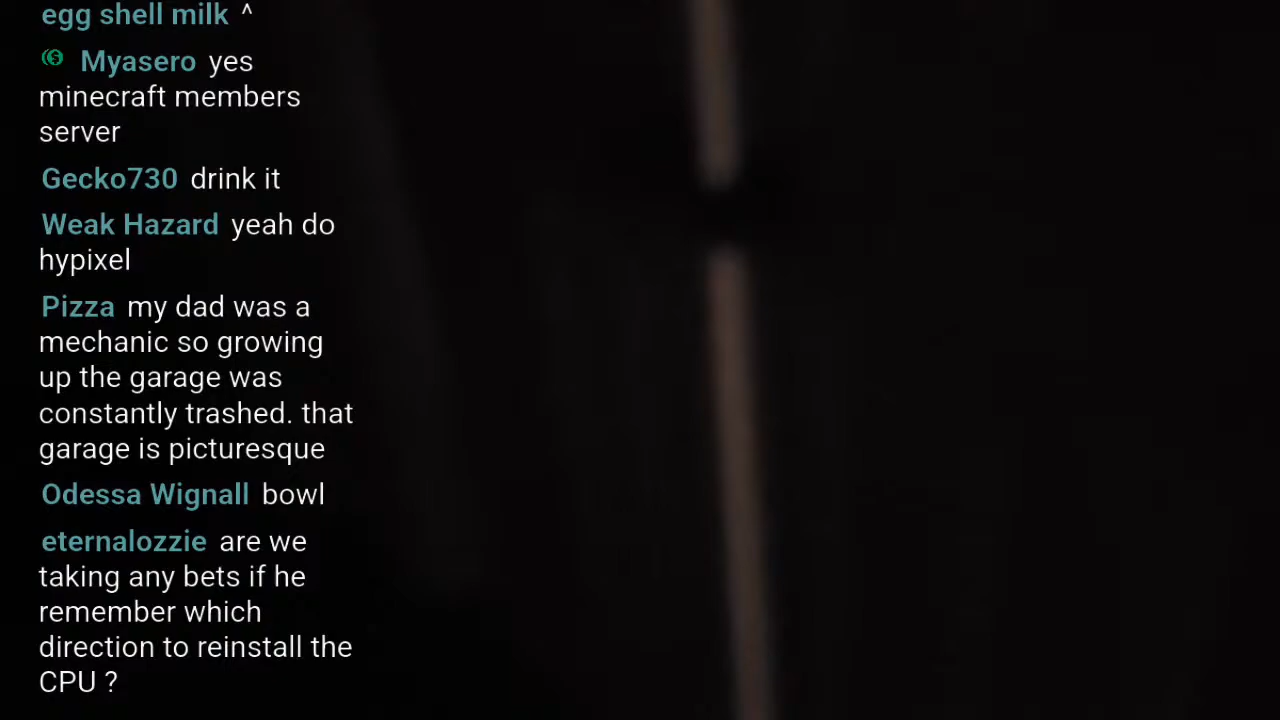 egg shell milk ^
Myasero yes
minecraft members
server
Gecko730 drink it
Weak Hazard yeah do
hypixel
Pizza my dad was a
mechanic so growing
up the garage was
constantly trashed. that
garage is picturesque
Odessa Wignall bowl
eternalozzie are we
taking any bets if he
remember which
direction to reinstall the
CPU ?